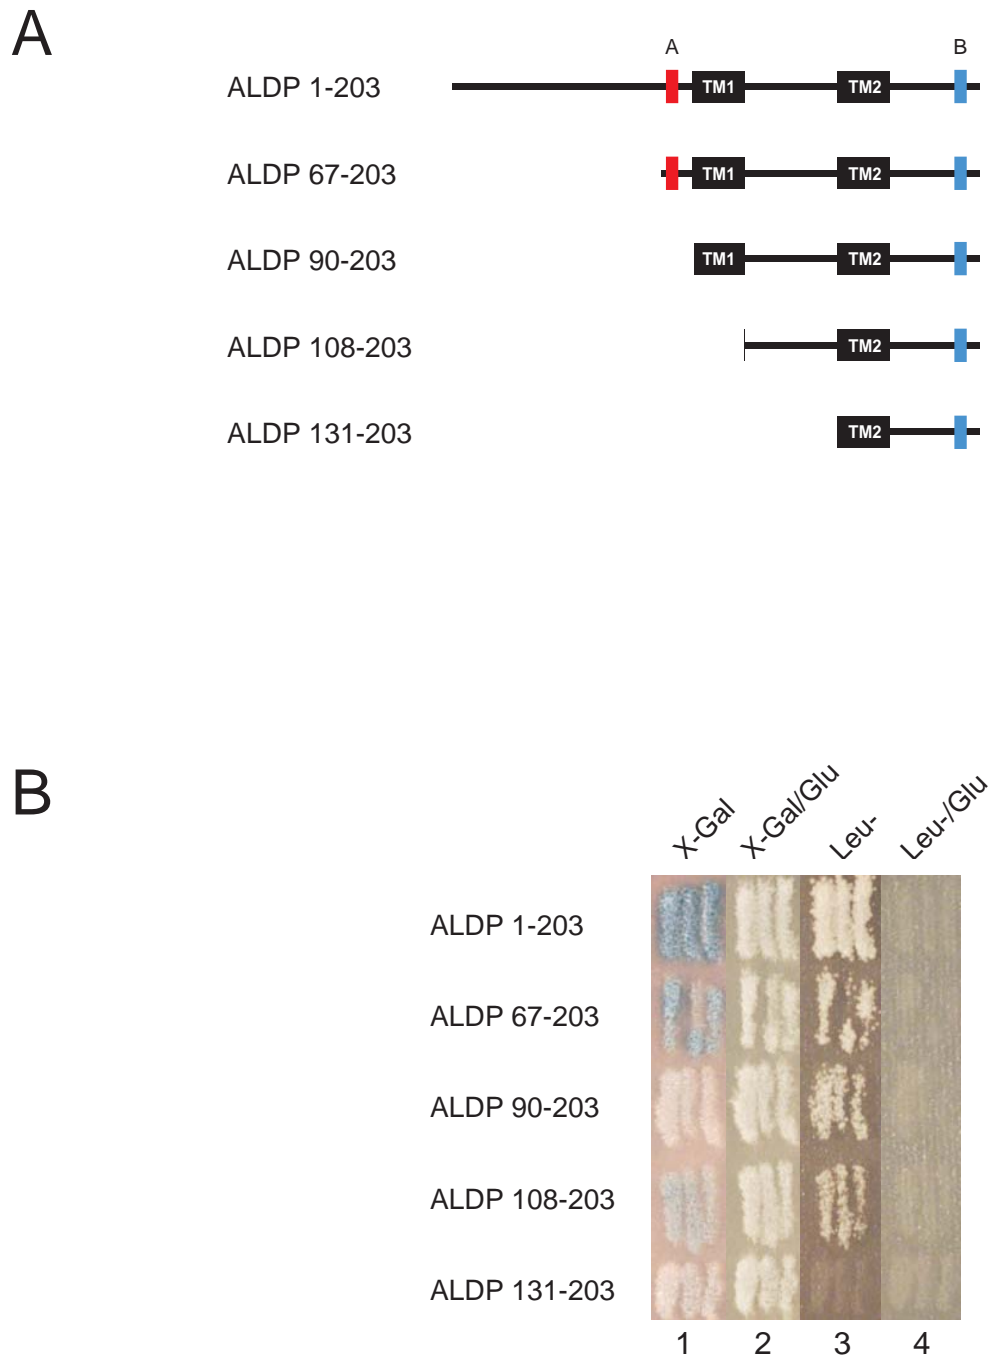 A
A B
ALDP 1-203 TM1 TM2
ALDP 67-203 TM1 TM2
ALDP 90-203 TM1 TM2
ALDP 108-203 TM2
ALDP 131-203 TM2
B
X-Gal X-Gal/Glu Leu- Leu-/Glu
ALDP 1-203
ALDP 67-203
ALDP 90-203
ALDP 108-203
ALDP 131-203
1 2 3 4